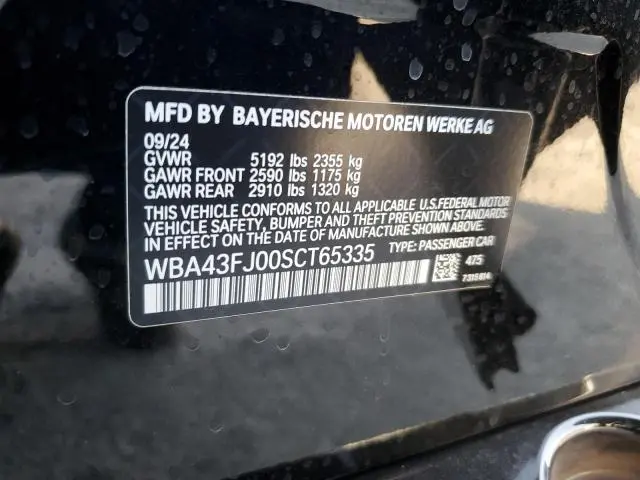 MFD BY BAYERISCHE MOTOREN WERKE AG
09/24
GVWR 5192 lbs 2355 kg
GAWR FRONT 2590 lbs 1175 kg
GAWR REAR 2910 lbs 1320 kg
THIS VEHICLE CONFORMS TO ALL APPLICABLE U.S.FEDERAL MOTOR
VEHICLE SAFETY, BUMPER AND THEFT PREVENTION STANDARDS
IN EFFECT ON THE DATE OF MANUFACTURE SHOWN ABOVE.
WBA43FJ00SCT65335 TYPE: PASSENGER CAR
475
7315814